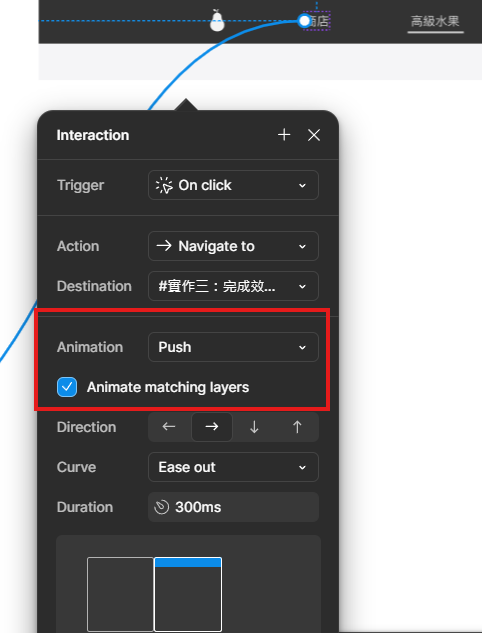 商店
高級水果
Interaction
Trigger
On click
Action
Navigate to
Destination
#實作三：完成效...
Animation
Push
Animate matching layers
Direction
Curve
Ease out
Duration
300ms